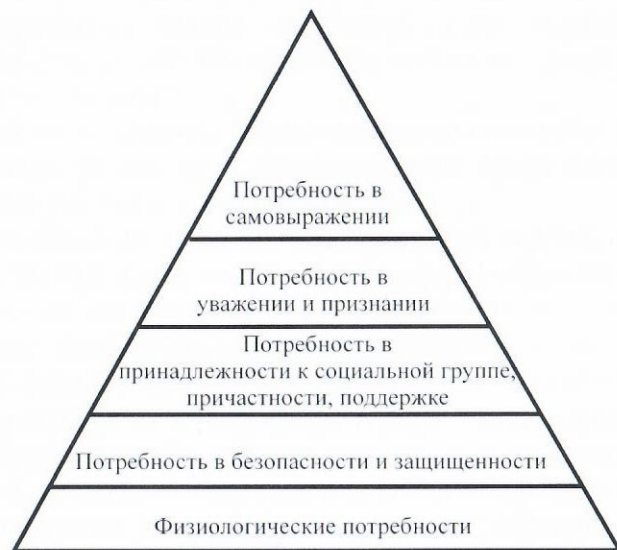 Потребность в
самовыражении
Потребность в
уважении и признании
Потребность в
принадлежности к социальной группе,
причастности, поддержке
Потребность в безопасности и защищенности
Физиологические потребности